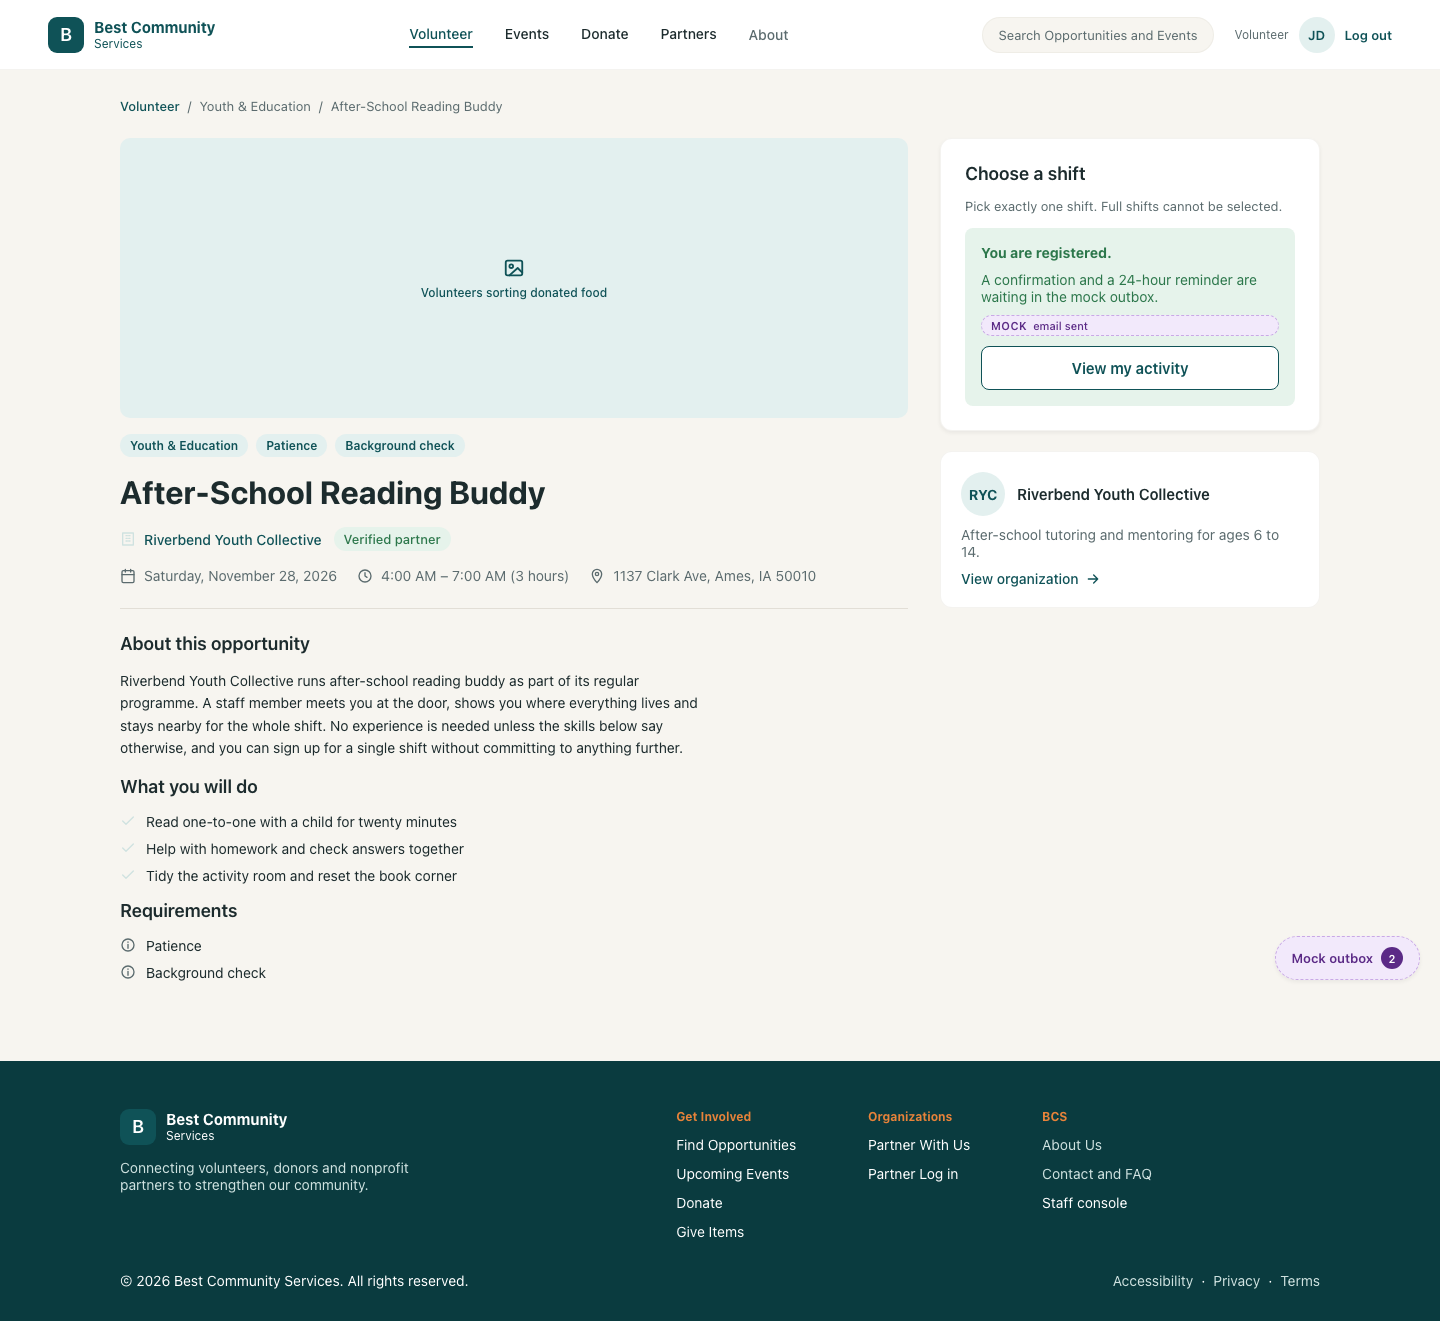 B
Best Community
Services
Volunteer
Events
Donate
Partners
About
Search Opportunities and Events
Volunteer
JD
Log out
Volunteer / Youth & Education / After-School Reading Buddy
Volunteers sorting donated food
Youth & Education
Patience
Background check
After-School Reading Buddy
Riverbend Youth Collective
Verified partner
Saturday, November 28, 2026
4:00 AM – 7:00 AM (3 hours)
1137 Clark Ave, Ames, IA 50010
About this opportunity
Riverbend Youth Collective runs after-school reading buddy as part of its regular
programme. A staff member meets you at the door, shows you where everything lives and
stays nearby for the whole shift. No experience is needed unless the skills below say
otherwise, and you can sign up for a single shift without committing to anything further.
What you will do
Read one-to-one with a child for twenty minutes
Help with homework and check answers together
Tidy the activity room and reset the book corner
Requirements
Patience
Background check
Choose a shift
Pick exactly one shift. Full shifts cannot be selected.
You are registered.
A confirmation and a 24-hour reminder are
waiting in the mock outbox.
MOCK email sent
View my activity
RYC
Riverbend Youth Collective
After-school tutoring and mentoring for ages 6 to
14.
View organization →
Mock outbox 2
B
Best Community
Services
Connecting volunteers, donors and nonprofit
partners to strengthen our community.
Get Involved
Find Opportunities
Upcoming Events
Donate
Give Items
Organizations
Partner With Us
Partner Log in
BCS
About Us
Contact and FAQ
Staff console
© 2026 Best Community Services. All rights reserved.
Accessibility · Privacy · Terms